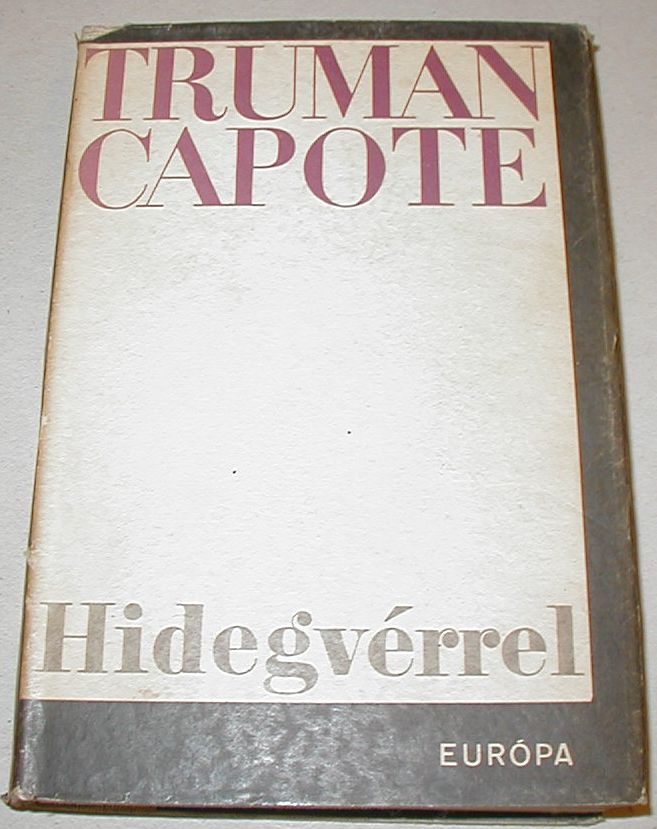 TRUMAN
CAPOTE
Hidegvérrel
EURÓPA